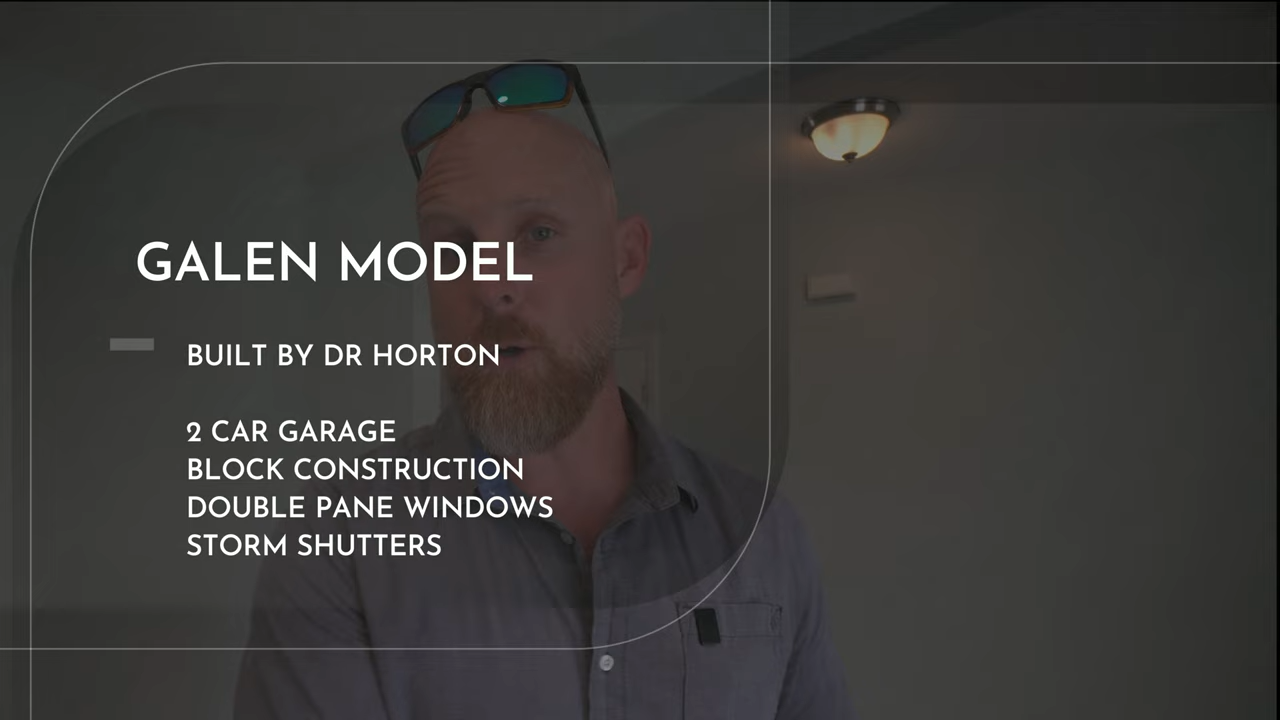 GALEN MODEL
BUILT BY DR HORTON
2 CAR GARAGE
BLOCK CONSTRUCTION
DOUBLE PANE WINDOWS
STORM SHUTTERS